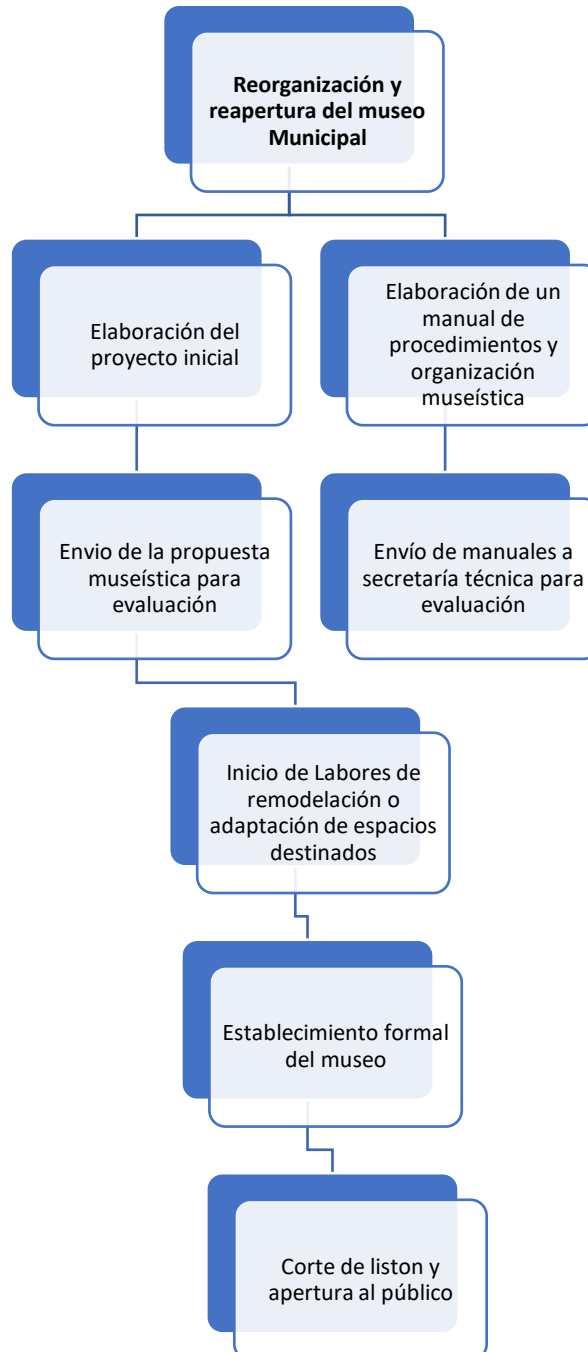 Reorganización y
reapertura del museo
Municipal
Elaboración del
proyecto inicial
Elaboración de un
manual de
procedimientos y
organización
museística
Envio de la propuesta
museística para
evaluación
Envío de manuales a
secretaría técnica para
evaluación
Inicio de Labores de
remodelación o
adaptación de espacios
destinados
Establecimiento formal
del museo
Corte de liston y
apertura al público